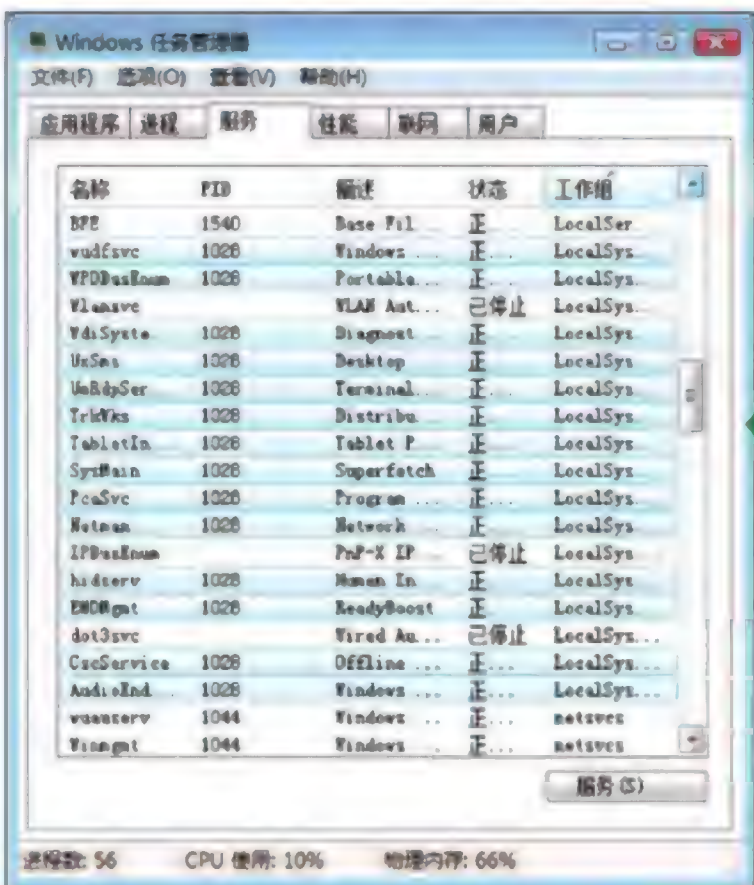 Windows 任务管理器
文件(F) 选项(O) 查看(V) 帮助(H)
应用程序 进程 服务 性能 联网 用户
名称 PID 描述 状态 工作组
BFE 1540 Base Fil... 正... LocalSer...
wudfsvc 1028 Windows ... 正... LocalSys...
WPDBusEnum 1028 Portable... 正... LocalSys...
Wlansvc WLAN Aut... 已停止 LocalSys...
WdiSyste... 1028 Diagnost... 正... LocalSys...
UxSms 1028 Desktop ... 正... LocalSys...
UmRdpSer... 1028 Terminal... 正... LocalSys...
TrkWks 1028 Distribu... 正... LocalSys...
TabletIn... 1028 Tablet P... 正... LocalSys...
SysMain 1028 Superfetch 正... LocalSys...
PcaSvc 1028 Program ... 正... LocalSys...
Netman 1028 Network ... 正... LocalSys...
IPBusEnum PnP-X IP ... 已停止 LocalSys...
hidserv 1028 Human In... 正... LocalSys...
EMDMgmt 1028 ReadyBoost 正... LocalSys...
dot3svc Wired Au... 已停止 LocalSys...
CscService 1028 Offline ... 正... LocalSys...
AudioEnd... 1028 Windows ... 正... LocalSys...
wuauserv 1044 Windows ... 正... netsvcs
Winmgmt 1044 Windows ... 正... netsvcs
服务(S)
进程数: 56 CPU 使用: 10% 物理内存: 66%